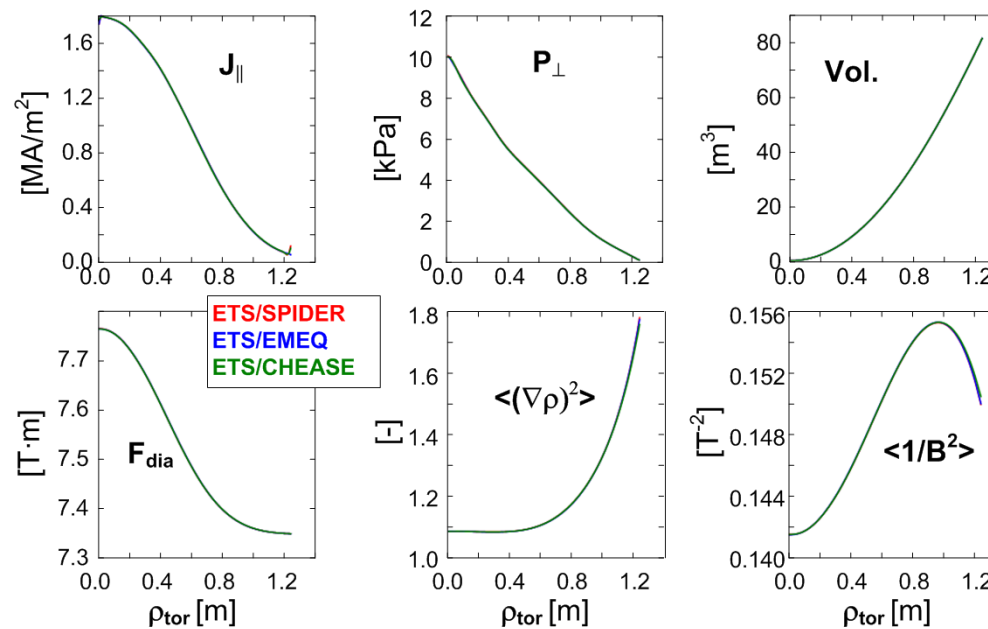 J∥
[MA/m²]
1.6
1.2
0.8
0.4
0.0
0.0 0.4 0.8 1.2
P⊥
[kPa]
12
10
8
6
4
2
0
0.0 0.4 0.8 1.2
Vol.
[m³]
80
60
40
20
0
0 0.4 0.8 1.2
ETS/SPIDER
ETS/EMEQ
ETS/CHEASE
F_dia
[T·m]
7.7
7.6
7.5
7.4
7.3
0.0 0.4 0.8 1.2
ρ_tor [m]
<(∇ρ)²>
[-]
1.8
1.6
1.4
1.2
1.0
0.0 0.4 0.8 1.2
ρ_tor [m]
<1/B²>
[T⁻²]
0.156
0.152
0.148
0.144
0.140
0.0 0.4 0.8 1.2
ρ_tor [m]